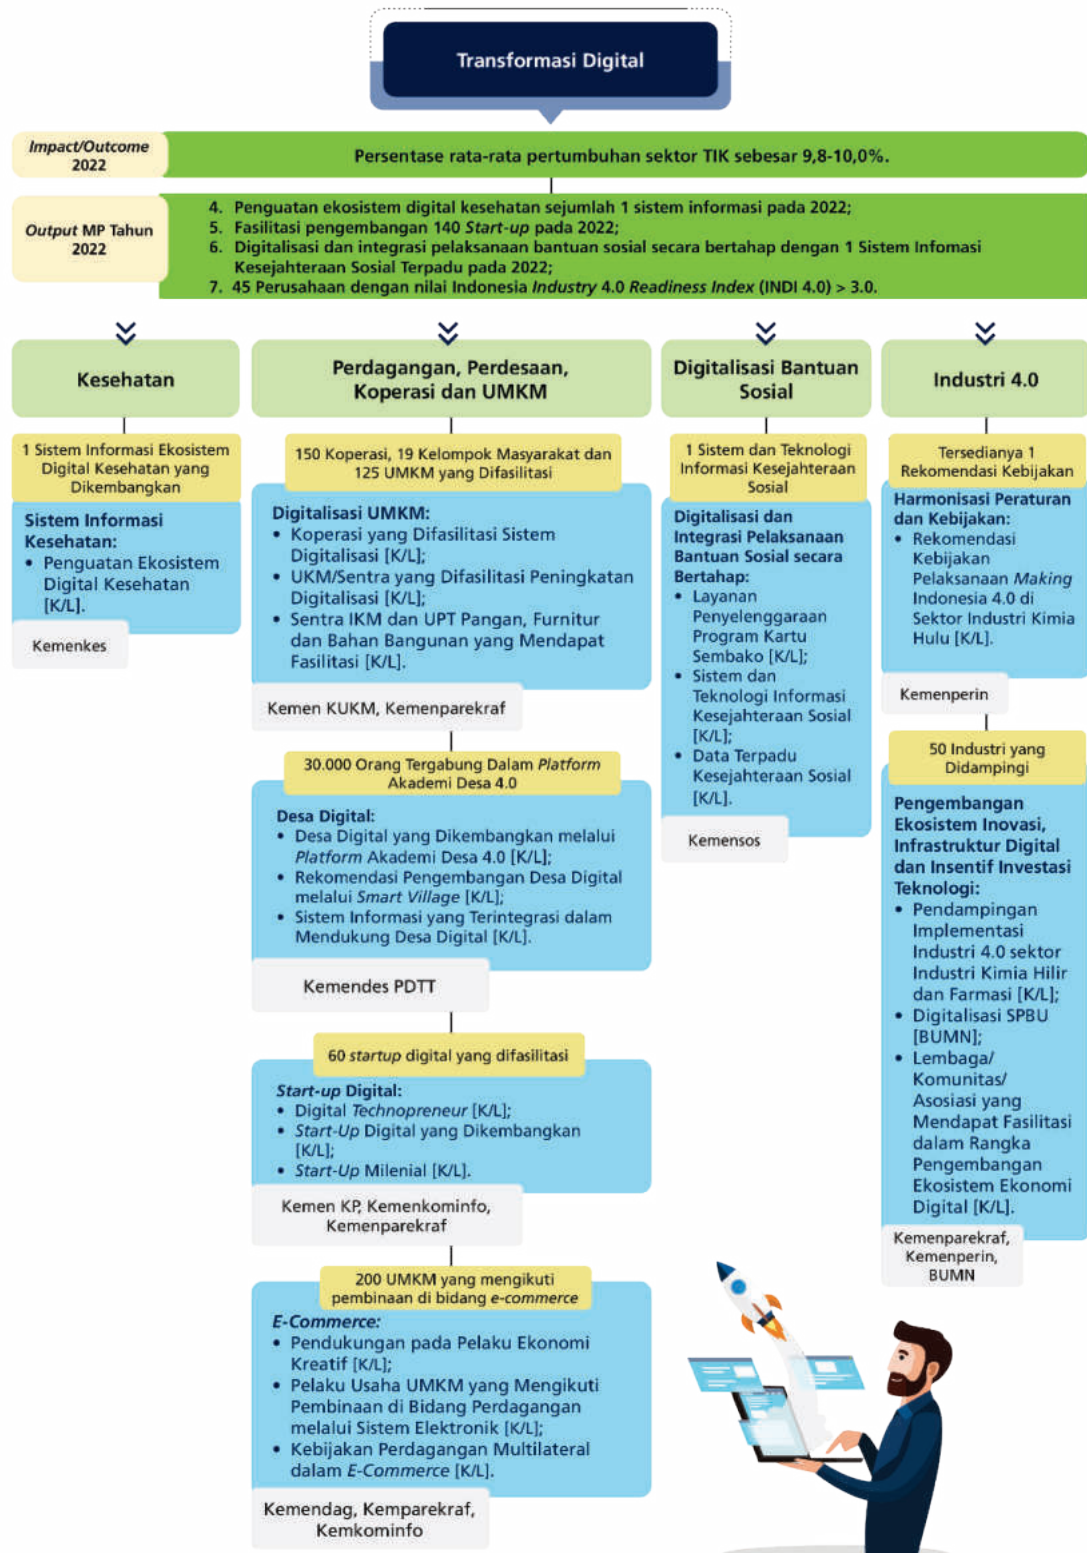 Transformasi Digital
Impact/Outcome
2022
Persentase rata-rata pertumbuhan sektor TIK sebesar 9,8-10,0%.
Output MP Tahun
2022
4. Penguatan ekosistem digital kesehatan sejumlah 1 sistem informasi pada 2022;
5. Fasilitasi pengembangan 140 Start-up pada 2022;
6. Digitalisasi dan integrasi pelaksanaan bantuan sosial secara bertahap dengan 1 Sistem Infomasi
Kesejahteraan Sosial Terpadu pada 2022;
7. 45 Perusahaan dengan nilai Indonesia Industry 4.0 Readiness Index (INDI 4.0) > 3.0.
Kesehatan
1 Sistem Informasi Ekosistem
Digital Kesehatan yang
Dikembangkan
Sistem Informasi
Kesehatan:
• Penguatan Ekosistem
Digital Kesehatan
[K/L].
Kemenkes
Perdagangan, Perdesaan,
Koperasi dan UMKM
150 Koperasi, 19 Kelompok Masyarakat dan
125 UMKM yang Difasilitasi
Digitalisasi UMKM:
• Koperasi yang Difasilitasi Sistem
Digitalisasi [K/L];
• UKM/Sentra yang Difasilitasi Peningkatan
Digitalisasi [K/L];
• Sentra IKM dan UPT Pangan, Furnitur
dan Bahan Bangunan yang Mendapat
Fasilitasi [K/L].
Kemen KUKM, Kemenparekraf
30.000 Orang Tergabung Dalam Platform
Akademi Desa 4.0
Desa Digital:
• Desa Digital yang Dikembangkan melalui
Platform Akademi Desa 4.0 [K/L];
• Rekomendasi Pengembangan Desa Digital
melalui Smart Village [K/L];
• Sistem Informasi yang Terintegrasi dalam
Mendukung Desa Digital [K/L].
Kemendes PDTT
60 startup digital yang difasilitasi
Start-up Digital:
• Digital Technopreneur [K/L];
• Start-Up Digital yang Dikembangkan
[K/L];
• Start-Up Milenial [K/L].
Kemen KP, Kemenkominfo,
Kemenparekraf
200 UMKM yang mengikuti
pembinaan di bidang e-commerce
E-Commerce:
• Pendukungan pada Pelaku Ekonomi
Kreatif [K/L];
• Pelaku Usaha UMKM yang Mengikuti
Pembinaan di Bidang Perdagangan
melalui Sistem Elektronik [K/L];
• Kebijakan Perdagangan Multilateral
dalam E-Commerce [K/L].
Kemendag, Kemparekraf,
Kemkominfo
Digitalisasi Bantuan
Sosial
1 Sistem dan Teknologi
Informasi Kesejahteraan
Sosial
Digitalisasi dan
Integrasi Pelaksanaan
Bantuan Sosial secara
Bertahap:
• Layanan
Penyelenggaraan
Program Kartu
Sembako [K/L];
• Sistem dan
Teknologi Informasi
Kesejahteraan Sosial
[K/L];
• Data Terpadu
Kesejahteraan Sosial
[K/L].
Kemensos
Industri 4.0
Tersedianya 1
Rekomendasi Kebijakan
Harmonisasi Peraturan
dan Kebijakan:
• Rekomendasi
Kebijakan
Pelaksanaan Making
Indonesia 4.0 di
Sektor Industri Kimia
Hulu [K/L].
Kemenperin
50 Industri yang
Didampingi
Pengembangan
Ekosistem Inovasi,
Infrastruktur Digital
dan Insentif Investasi
Teknologi:
• Pendampingan
Implementasi
Industri 4.0 sektor
Industri Kimia Hilir
dan Farmasi [K/L];
• Digitalisasi SPBU
[BUMN];
• Lembaga/
Komunitas/
Asosiasi yang
Mendapat Fasilitasi
dalam Rangka
Pengembangan
Ekosistem Ekonomi
Digital [K/L].
Kemenparekraf,
Kemenperin,
BUMN